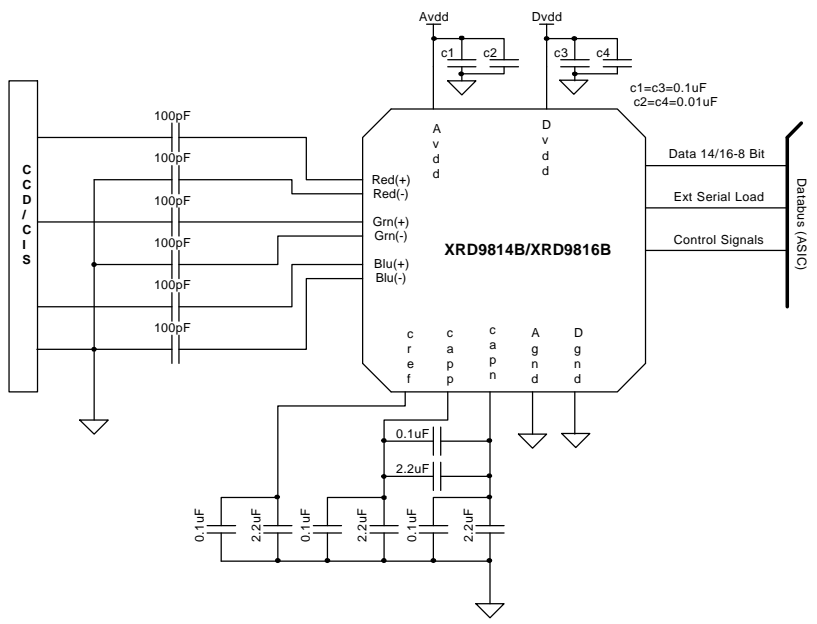 Avdd
Dvdd
c1
c2
c3
c4
c1=c3=0.1uF
c2=c4=0.01uF
CCD/CIS
100pF
100pF
100pF
100pF
100pF
100pF
Avdd
Dvdd
Red(+)
Red(-)
Grn(+)
Grn(-)
Blu(+)
Blu(-)
XRD9814B/XRD9816B
Data 14/16-8 Bit
Ext Serial Load
Control Signals
Databus (ASIC)
cref
capp
capn
Agnd
Dgnd
0.1uF
2.2uF
0.1uF
2.2uF
0.1uF
2.2uF
0.1uF
2.2uF